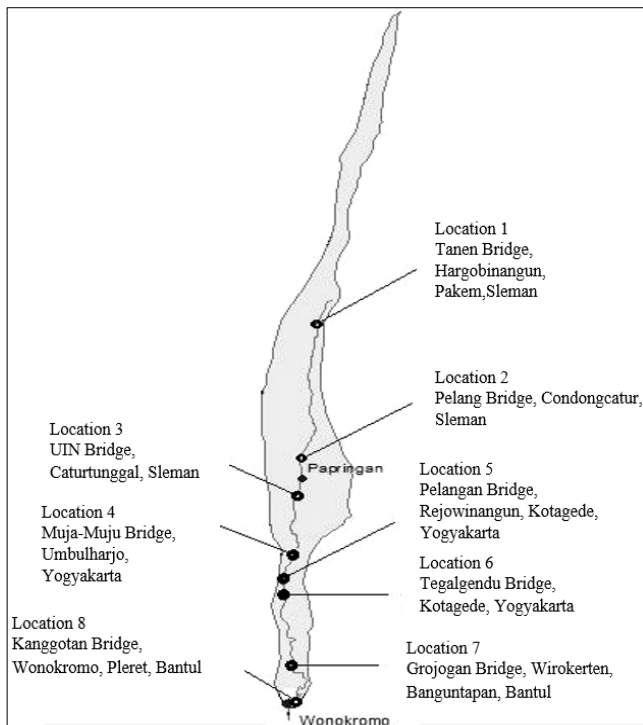 Location 1
Tanen Bridge,
Hargobinangun,
Pakem,Sleman
Location 2
Pelang Bridge, Condongcatur,
Sleman
Location 3
UIN Bridge,
Caturtunggal, Sleman
Papringan
Location 5
Pelangan Bridge,
Rejowinangun, Kotagede,
Yogyakarta
Location 4
Muja-Muju Bridge,
Umbulharjo,
Yogyakarta
Location 6
Tegalgendu Bridge,
Kotagede, Yogyakarta
Location 8
Kanggotan Bridge,
Wonokromo, Pleret, Bantul
Location 7
Grojogan Bridge, Wirokerten,
Banguntapan, Bantul
Wonokromo